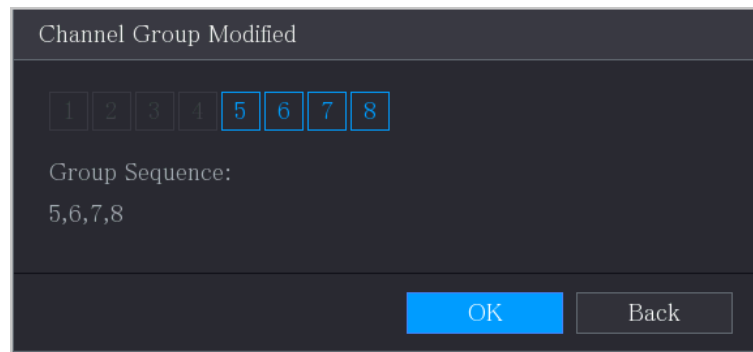 Channel Group Modified
1 2 3 4 5 6 7 8
Group Sequence:
5,6,7,8
OK Back